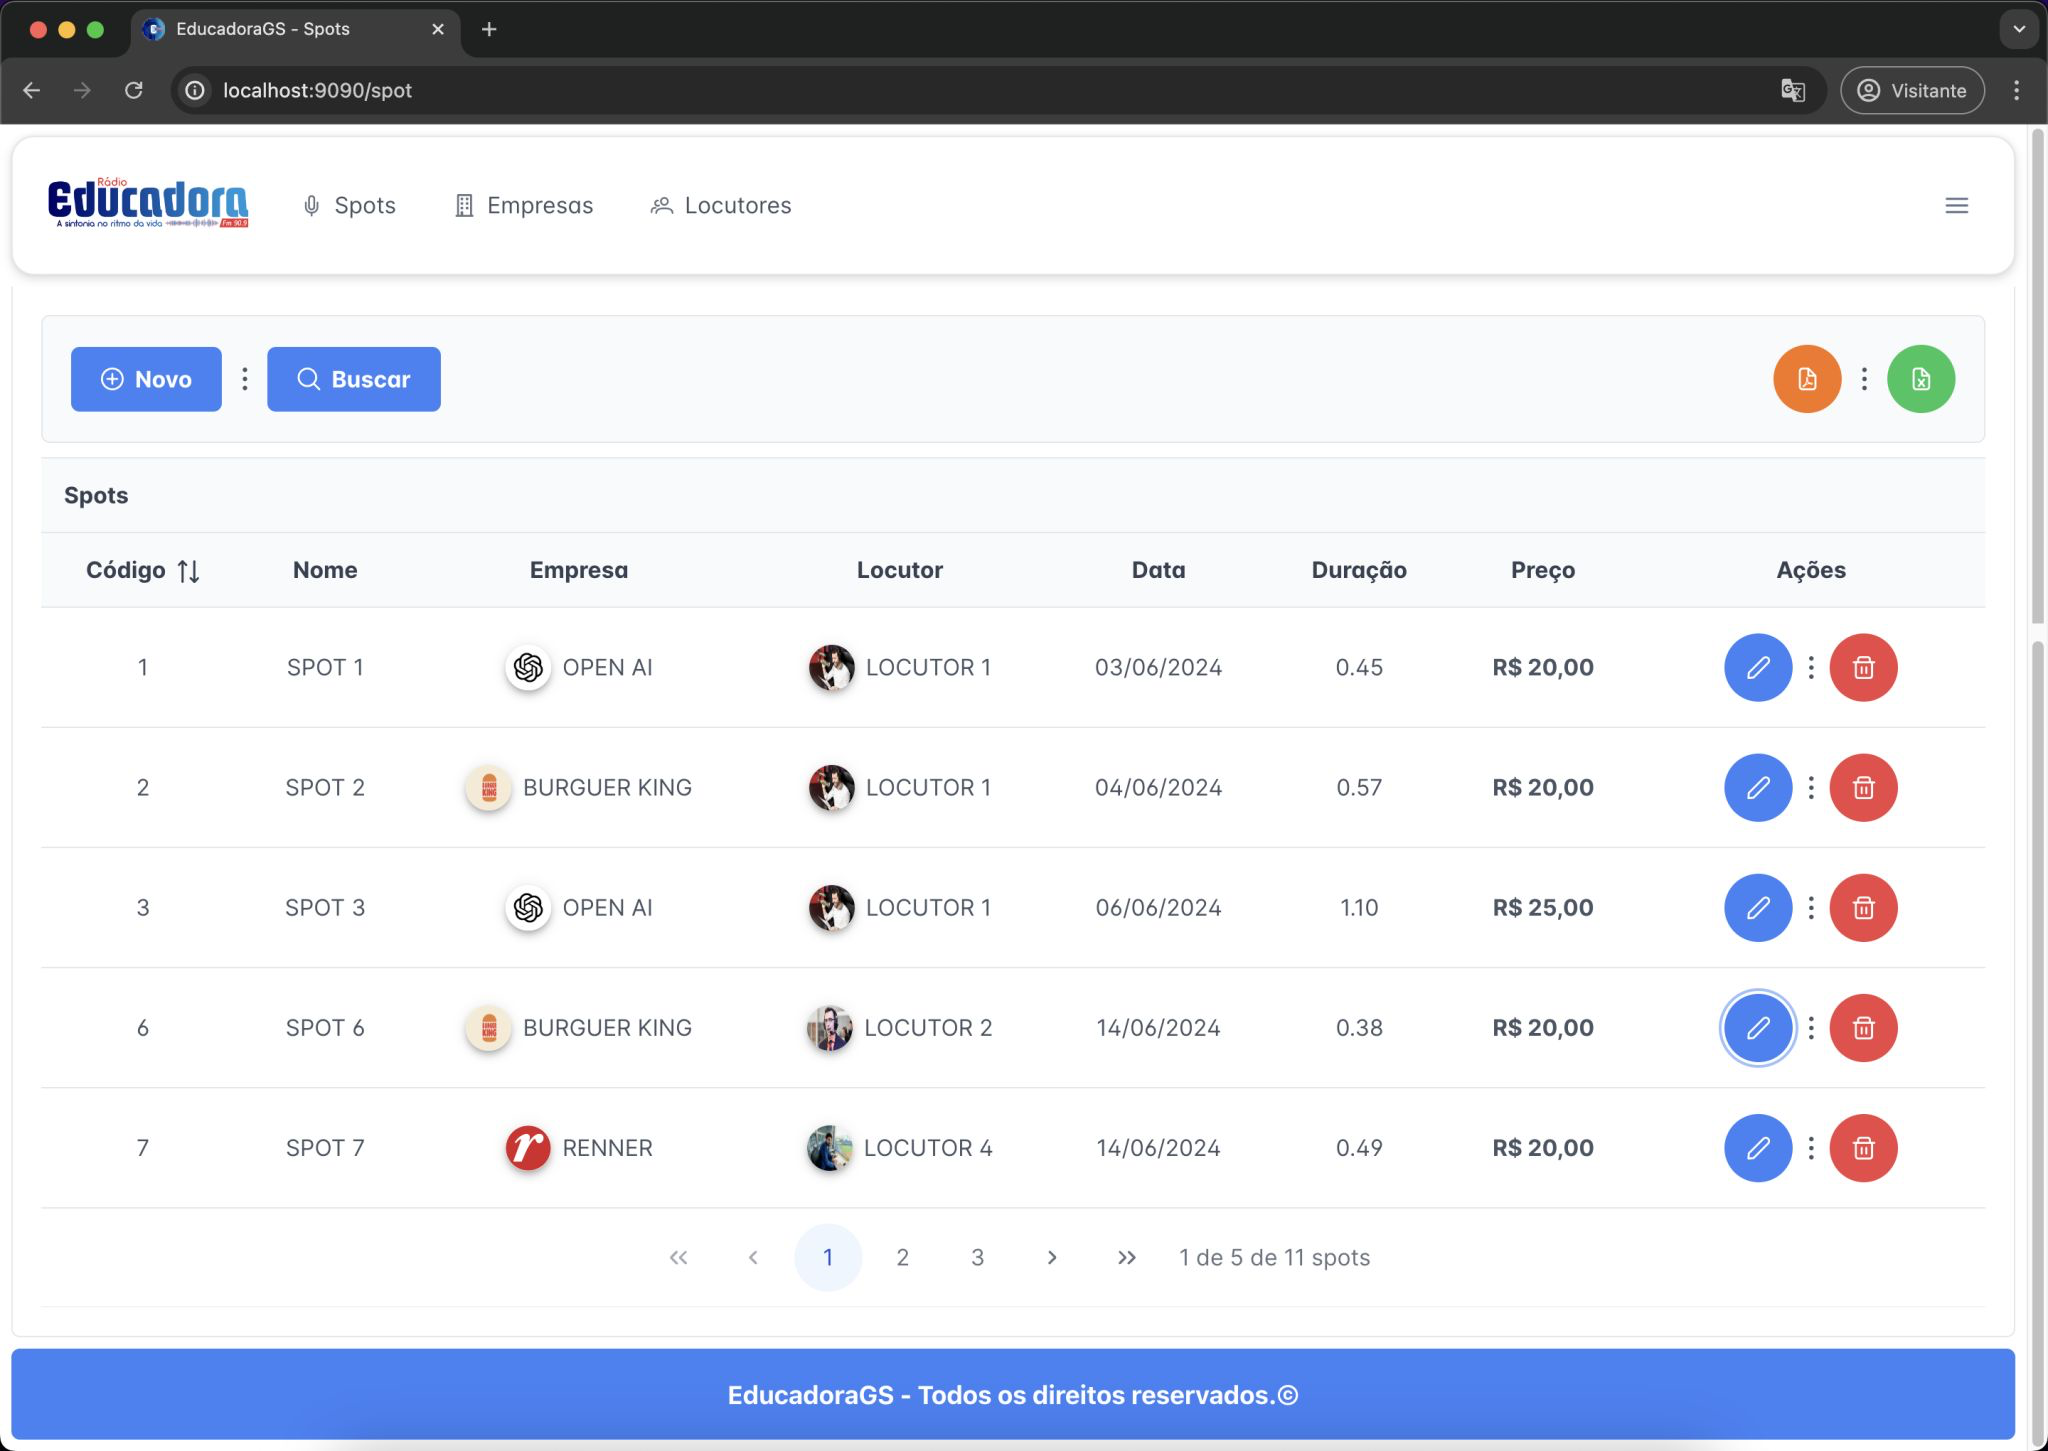 EducadoraGS - Spots
localhost:9090/spot
Visitante
Rádio
Educadora
A sintonia no ritmo da vida
Fm 90.9
Spots
Empresas
Locutores
Novo
Buscar
Spots
Código Nome Empresa Locutor Data Duração Preço Ações
1 SPOT 1 OPEN AI LOCUTOR 1 03/06/2024 0.45 R$ 20,00
2 SPOT 2 BURGUER KING LOCUTOR 1 04/06/2024 0.57 R$ 20,00
3 SPOT 3 OPEN AI LOCUTOR 1 06/06/2024 1.10 R$ 25,00
6 SPOT 6 BURGUER KING LOCUTOR 2 14/06/2024 0.38 R$ 20,00
7 SPOT 7 RENNER LOCUTOR 4 14/06/2024 0.49 R$ 20,00
1 2 3 1 de 5 de 11 spots
EducadoraGS - Todos os direitos reservados.©